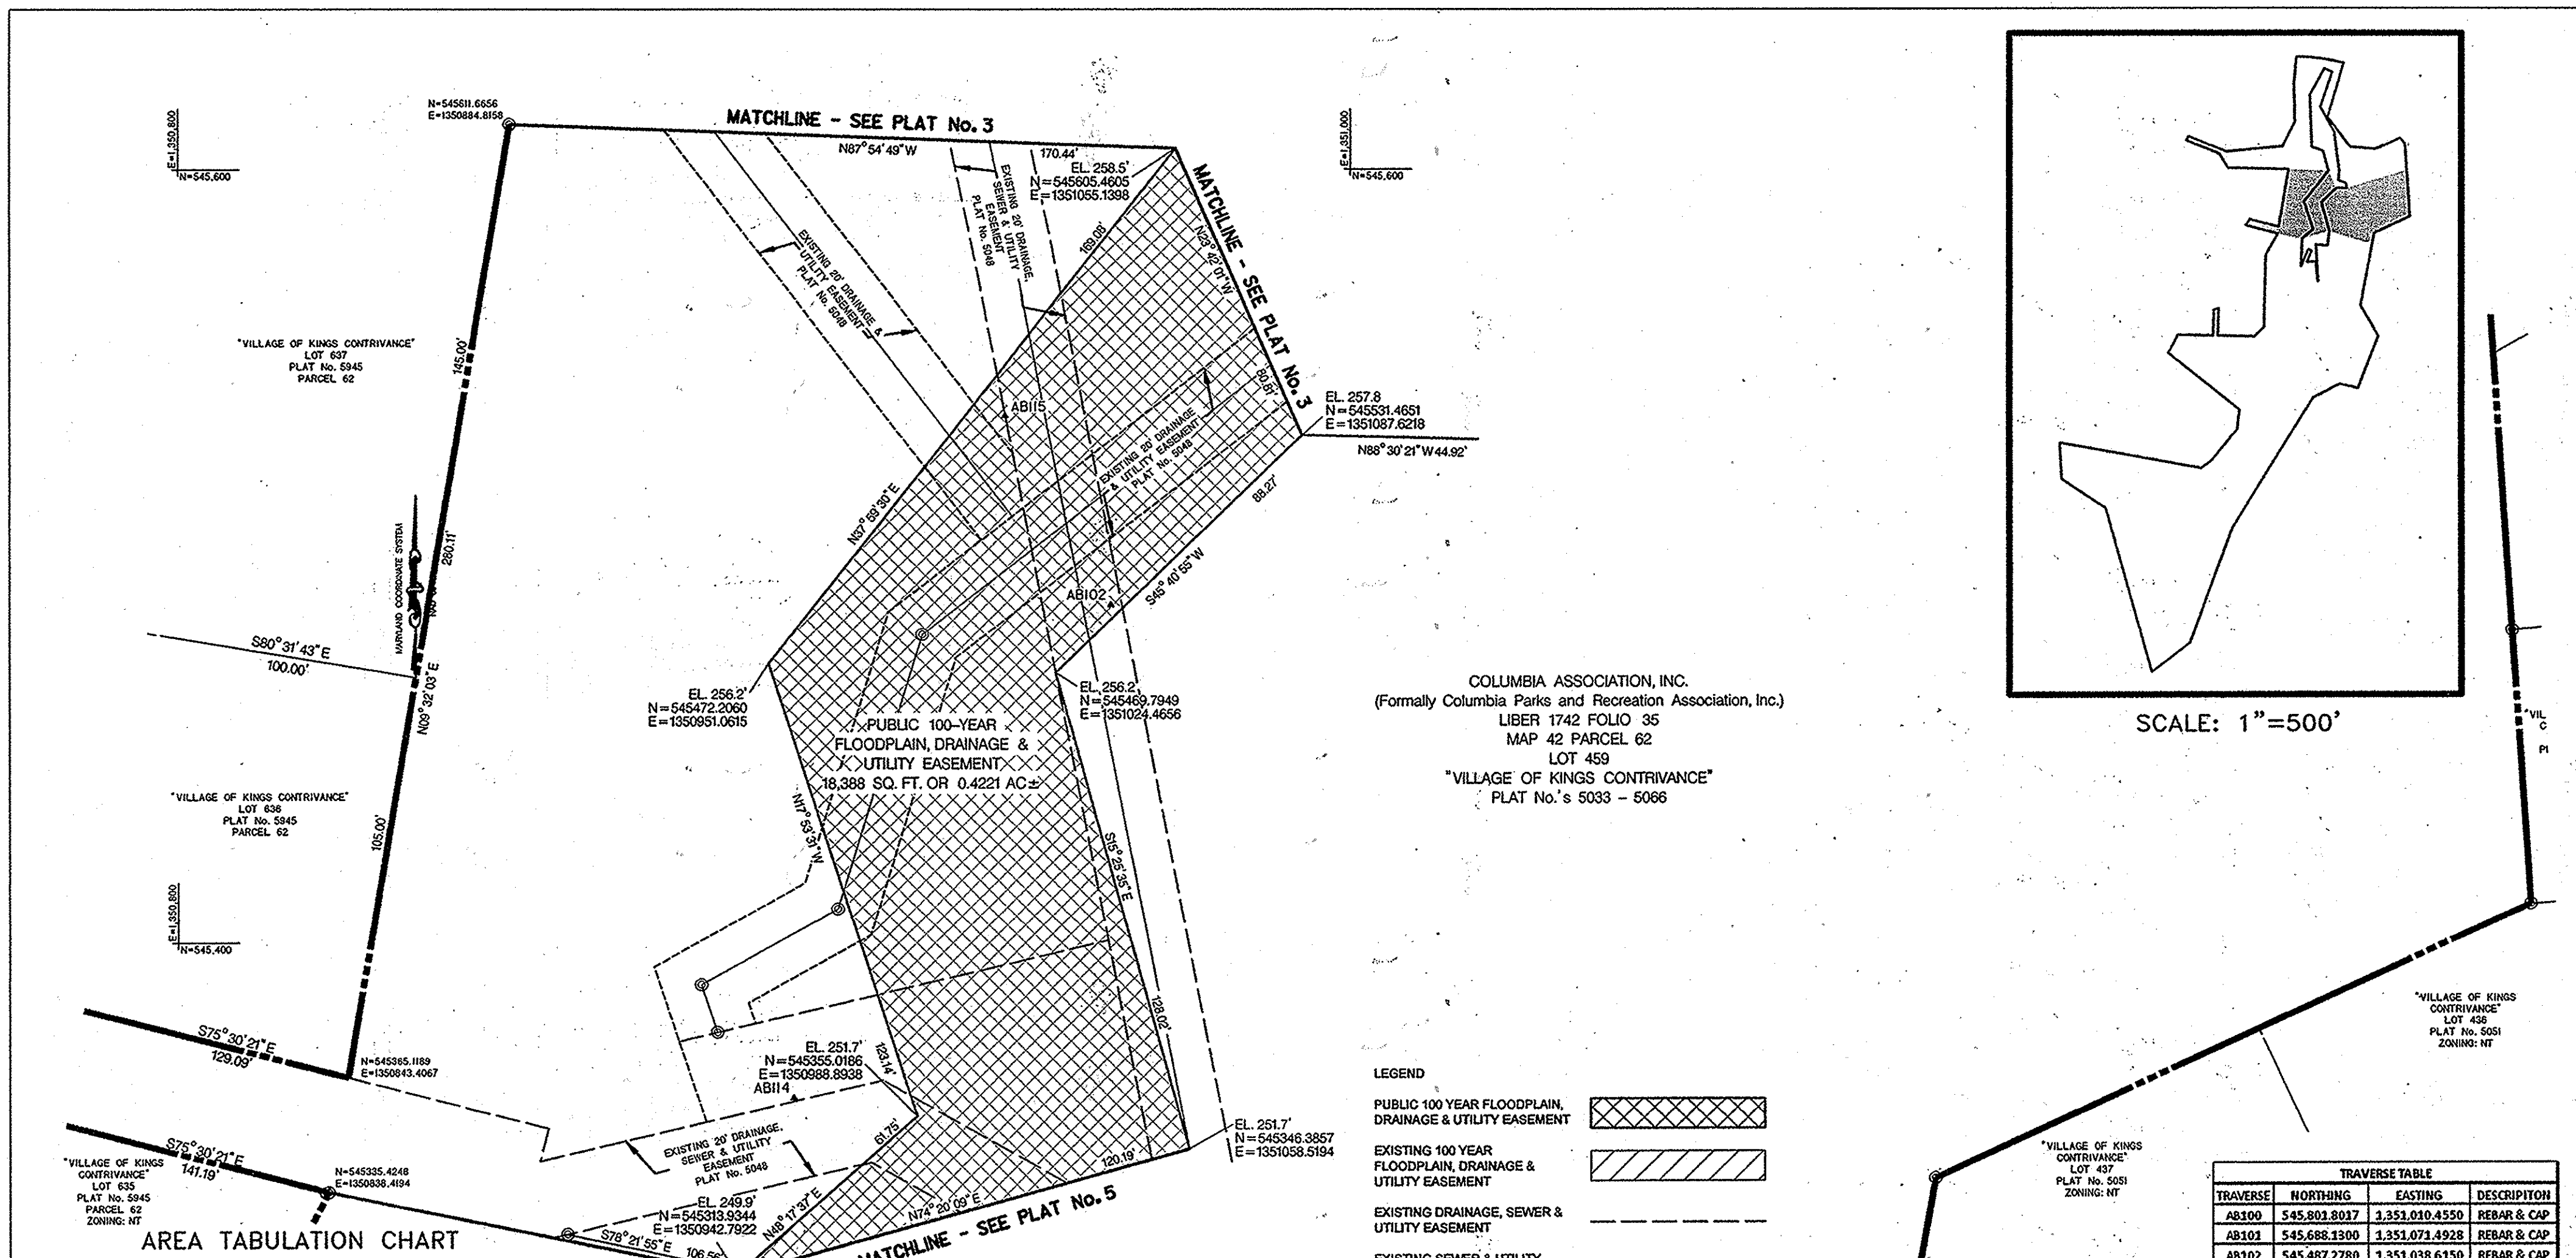 N=545611.6656
E=1350884.8158
MATCHLINE - SEE PLAT No. 3
N87°54'49"W
170.44'
E=1,350,800
N=545,600
E=1,351,000
N=545,600
EL. 258.5'
N=545605.4605
E=1351055.1398
MATCHLINE - SEE PLAT No. 3
N23°42'01"W
80.81'
EXISTING 20' DRAINAGE,
SEWER & UTILITY
EASEMENT
PLAT No. 5048
EXISTING 20' DRAINAGE &
UTILITY EASEMENT
PLAT No. 5048
169.08'
N37°59'30"E
"VILLAGE OF KINGS CONTRIVANCE"
LOT 637
PLAT No. 5945
PARCEL 62
145.00'
280.11'
MARYLAND COORDINATE SYSTEM
AB115
EXISTING 20' DRAINAGE
& UTILITY EASEMENT
PLAT No. 5048
EL. 257.8
N=545531.4651
E=1351087.6218
N88°30'21"W 44.92'
88.27'
S45°40'55"W
AB102
S80°31'43"E
100.00'
N09°32'03"E
EL. 256.2'
N=545472.2060
E=1350951.0615
EL. 256.2
N=545469.7949
E=1351024.4656
PUBLIC 100-YEAR
FLOODPLAIN, DRAINAGE &
UTILITY EASEMENT
18,388 SQ. FT. OR 0.4221 AC±
COLUMBIA ASSOCIATION, INC.
(Formally Columbia Parks and Recreation Association, Inc.)
LIBER 1742 FOLIO 35
MAP 42 PARCEL 62
LOT 459
"VILLAGE OF KINGS CONTRIVANCE"
PLAT No.'s 5033 - 5066
SCALE: 1"=500'
"VIL
C
Pl
"VILLAGE OF KINGS CONTRIVANCE"
LOT 636
PLAT No. 5945
PARCEL 62
105.00'
N17°53'31"W
123.14'
S15°25'35"E
128.02'
E=1,350,800
N=545,400
S75°30'21"E
129.09'
N=545365.1189
E=1350843.4067
EL. 251.7'
N=545355.0186
E=1350988.8938
AB114
61.75'
EXISTING 20' DRAINAGE,
SEWER & UTILITY
EASEMENT
PLAT No. 5048
EL. 251.7'
N=545346.3857
E=1351058.5194
120.19'
N74°20'09"E
MATCHLINE - SEE PLAT No. 5
N48°17'37"E
EL. 249.9'
N=545313.9344
E=1350942.7922
S78°21'55"E
106.56
S75°30'21"E
141.19'
N=545335.4248
E=1350838.4194
"VILLAGE OF KINGS
CONTRIVANCE"
LOT 635
PLAT No. 5945
PARCEL 62
ZONING: NT
AREA TABULATION CHART
LEGEND
PUBLIC 100 YEAR FLOODPLAIN,
DRAINAGE & UTILITY EASEMENT
EXISTING 100 YEAR
FLOODPLAIN, DRAINAGE &
UTILITY EASEMENT
EXISTING DRAINAGE, SEWER &
UTILITY EASEMENT
EXISTING SEWER & UTILITY
"VILLAGE OF KINGS
CONTRIVANCE"
LOT 436
PLAT No. 5051
ZONING: NT
"VILLAGE OF KINGS
CONTRIVANCE"
LOT 437
PLAT No. 5051
ZONING: NT
TRAVERSE TABLE
TRAVERSE NORTHING EASTING DESCRIPITON
AB100 545,801.8017 1,351,010.4550 REBAR & CAP
AB101 545,688.1300 1,351,071.4928 REBAR & CAP
AB102 545,487.2780 1,351,038.6150 REBAR & CAP